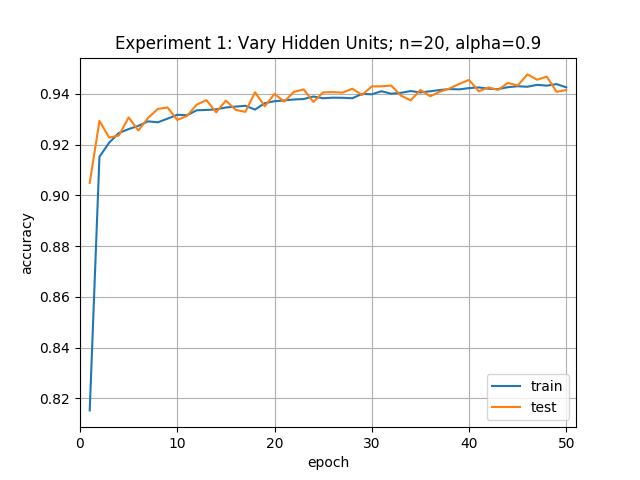 Experiment 1: Vary Hidden Units; n=20, alpha=0.9
0.94
0.92
0.90
0.88
0.86
0.84
0.82
accuracy
0 10 20 30 40 50
epoch
train
test